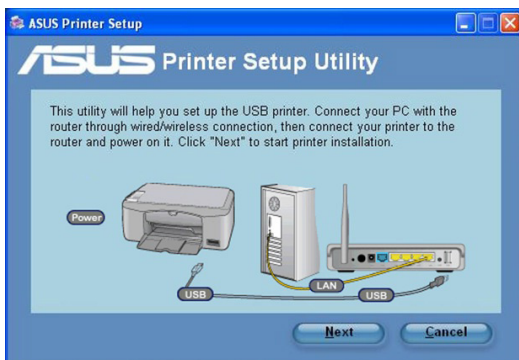 ASUS Printer Setup
ASUS Printer Setup Utility
This utility will help you set up the USB printer. Connect your PC with the
router through wired/wireless connection, then connect your printer to the
router and power on it. Click "Next" to start printer installation.
Power
USB
LAN
USB
Next
Cancel